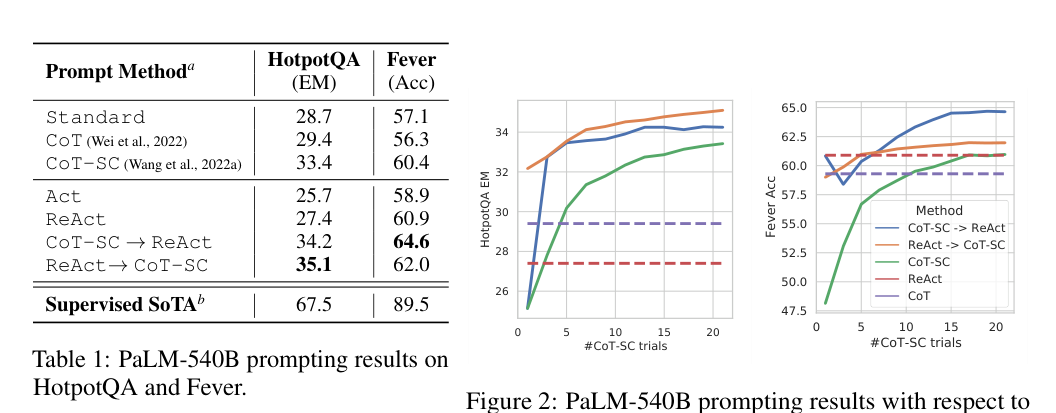 Prompt Method^a HotpotQA (EM) Fever (Acc)
Standard 28.7 57.1
CoT (Wei et al., 2022) 29.4 56.3
CoT-SC (Wang et al., 2022a) 33.4 60.4
Act 25.7 58.9
ReAct 27.4 60.9
CoT-SC → ReAct 34.2 64.6
ReAct → CoT-SC 35.1 62.0
Supervised SoTA^b 67.5 89.5
Table 1: PaLM-540B prompting results on
HotpotQA and Fever.
HotpotQA EM
34
32
30
28
26
0 5 10 15 20
#CoT-SC trials
Fever Acc
65.0
62.5
60.0
57.5
55.0
52.5
50.0
47.5
0 5 10 15 20
#CoT-SC trials
Method
CoT-SC -> ReAct
ReAct -> CoT-SC
CoT-SC
ReAct
CoT
Figure 2: PaLM-540B prompting results with respect to